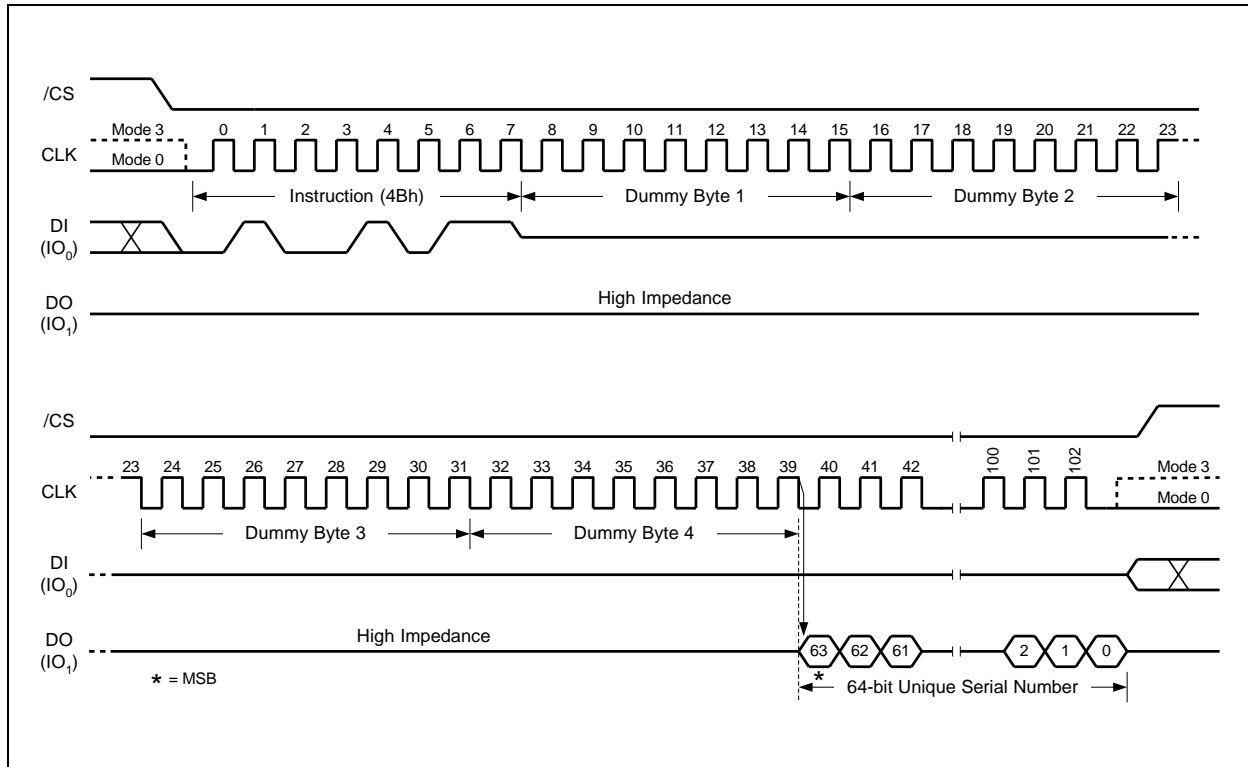 /CS
Mode 3 0 1 2 3 4 5 6 7 8 9 10 11 12 13 14 15 16 17 18 19 20 21 22 23
CLK
Mode 0
Instruction (4Bh) Dummy Byte 1 Dummy Byte 2
DI
(IO0)
DO
(IO1)
High Impedance
/CS
23 24 25 26 27 28 29 30 31 32 33 34 35 36 37 38 39 40 41 42 100 101 102 Mode 3
CLK
Mode 0
Dummy Byte 3 Dummy Byte 4
DI
(IO0)
DO
(IO1)
High Impedance
63 62 61 2 1 0
* = MSB
*
64-bit Unique Serial Number